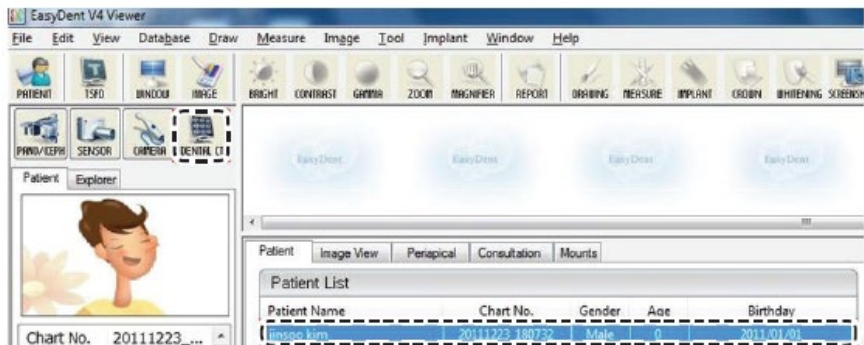 EasyDent V4 Viewer
File Edit View Database Draw Measure Image Tool Implant Window Help
PATIENT TSFD WINDOW IMAGE BRIGHT CONTRAST GAMMA ZOOM MAGNIFIER REPORT DRAWING MEASURE IMPLANT CROWN WHITENING SCREENSH
PANO/CEPH SENSOR CAMERA DENTAL CT
EasyDent EasyDent EasyDent EasyDent
Patient Explorer
Patient Image View Periapical Consultation Mounts
Patient List
Patient Name Chart No. Gender Age Birthday
jinsoo kim 20111223_180732 Male 0 2011/01/01
Chart No. 20111223_...